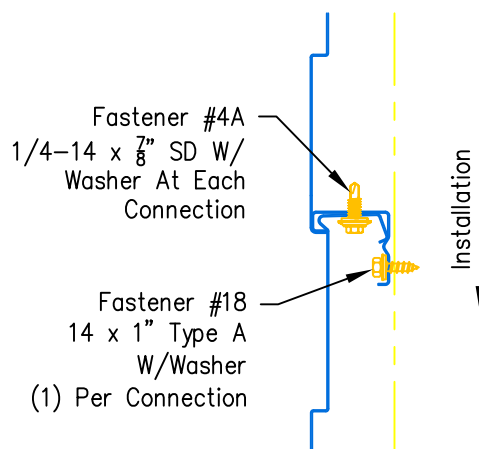 Fastener #4A
1/4-14 x 7/8" SD W/
Washer At Each
Connection
Fastener #18
14 x 1" Type A
W/Washer
(1) Per Connection
Installation